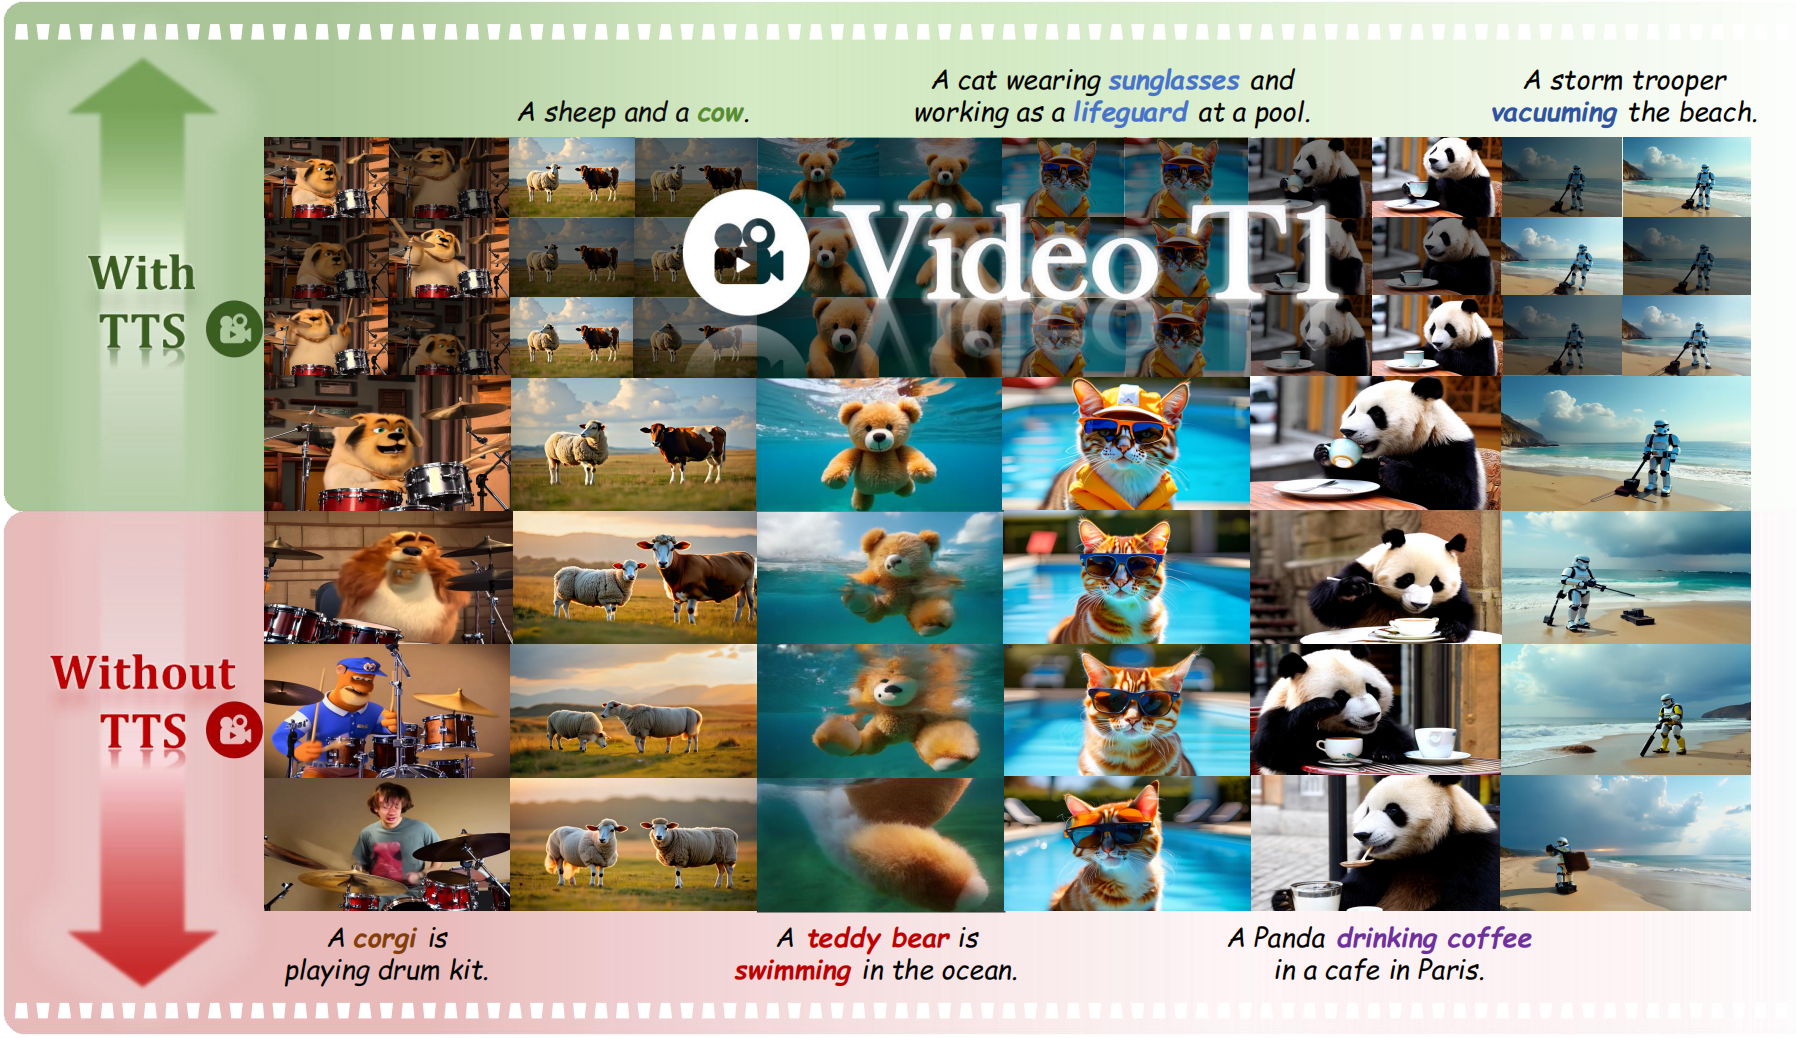 A sheep and a cow.
A cat wearing sunglasses and
working as a lifeguard at a pool.
A storm trooper
vacuuming the beach.
Video T1
With
TTS
Without
TTS
A corgi is
playing drum kit.
A teddy bear is
swimming in the ocean.
A Panda drinking coffee
in a cafe in Paris.